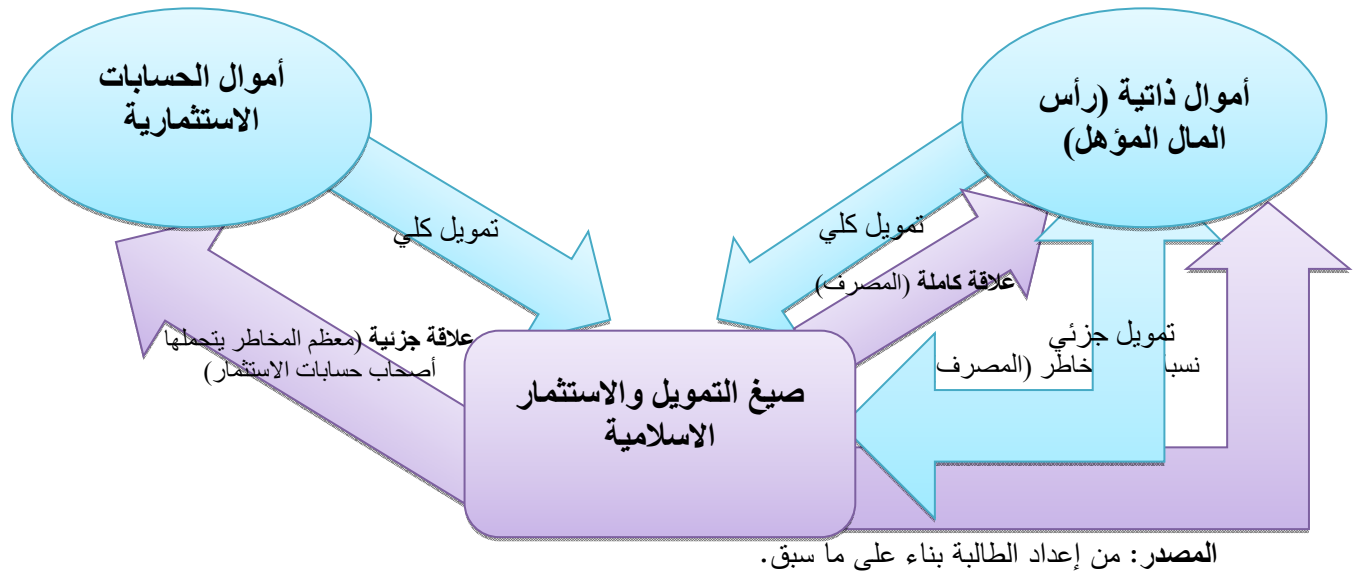 أموال ذاتية (رأس
المال المؤهل)
أموال الحسابات
الاستثمارية
تمويل كلي
تمويل كلي
علاقة كاملة (المصرف)
تمويل جزئي
(المصرف
علاقة جزئية (معظم المخاطر يتحملها
أصحاب حسابات الاستثمار)
صيغ التمويل والاستثمار
الاسلامية
المصدر: من إعداد الطالبة بناء على ما سبق.